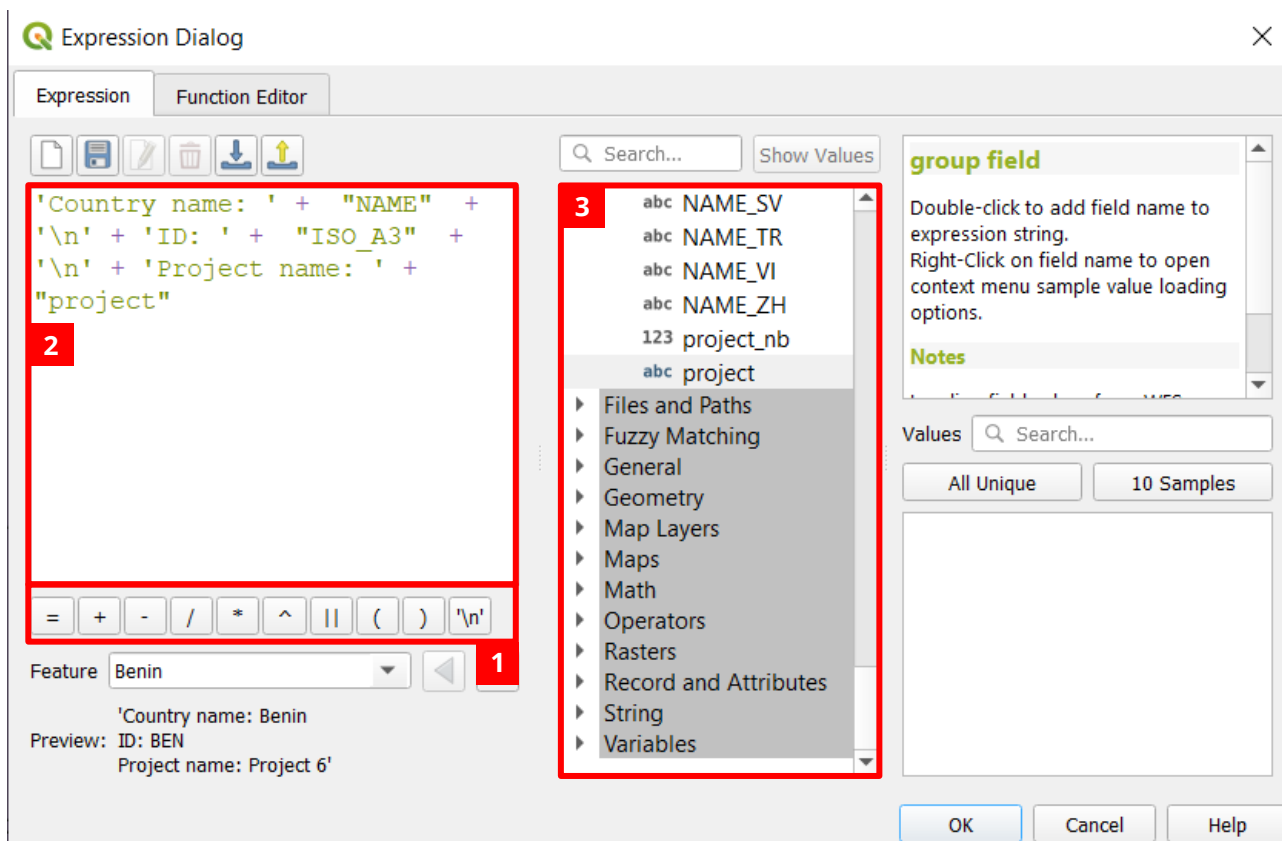 Expression Dialog
Expression
Function Editor
'Country name: ' + "NAME" +
'\n' + 'ID: ' + "ISO_A3" +
'\n' + 'Project name: ' +
"project"
2
= + - / * ^ || ( ) '\n'
1
Feature Benin
'Country name: Benin
Preview: ID: BEN
Project name: Project 6'
Search...
Show Values
3
abc NAME_SV
abc NAME_TR
abc NAME_VI
abc NAME_ZH
123 project_nb
abc project
Files and Paths
Fuzzy Matching
General
Geometry
Map Layers
Maps
Math
Operators
Rasters
Record and Attributes
String
Variables
group field
Double-click to add field name to
expression string.
Right-Click on field name to open
context menu sample value loading
options.
Notes
Values Search...
All Unique
10 Samples
OK
Cancel
Help